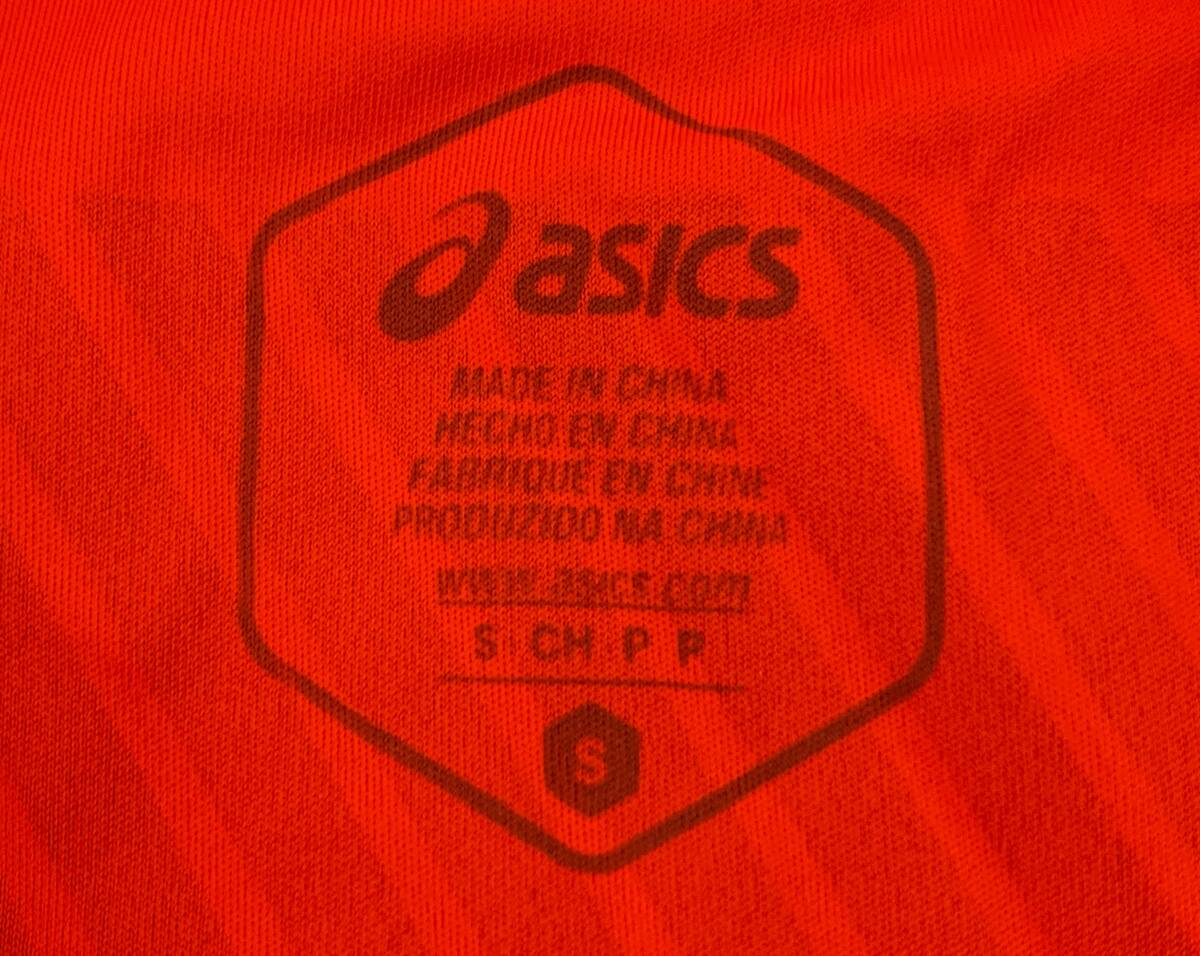 asics
MADE IN CHINA
HECHO EN CHINA
FABRIQUE EN CHINE
PRODUZIDO NA CHINA
www.asics.com
S CH P P
S